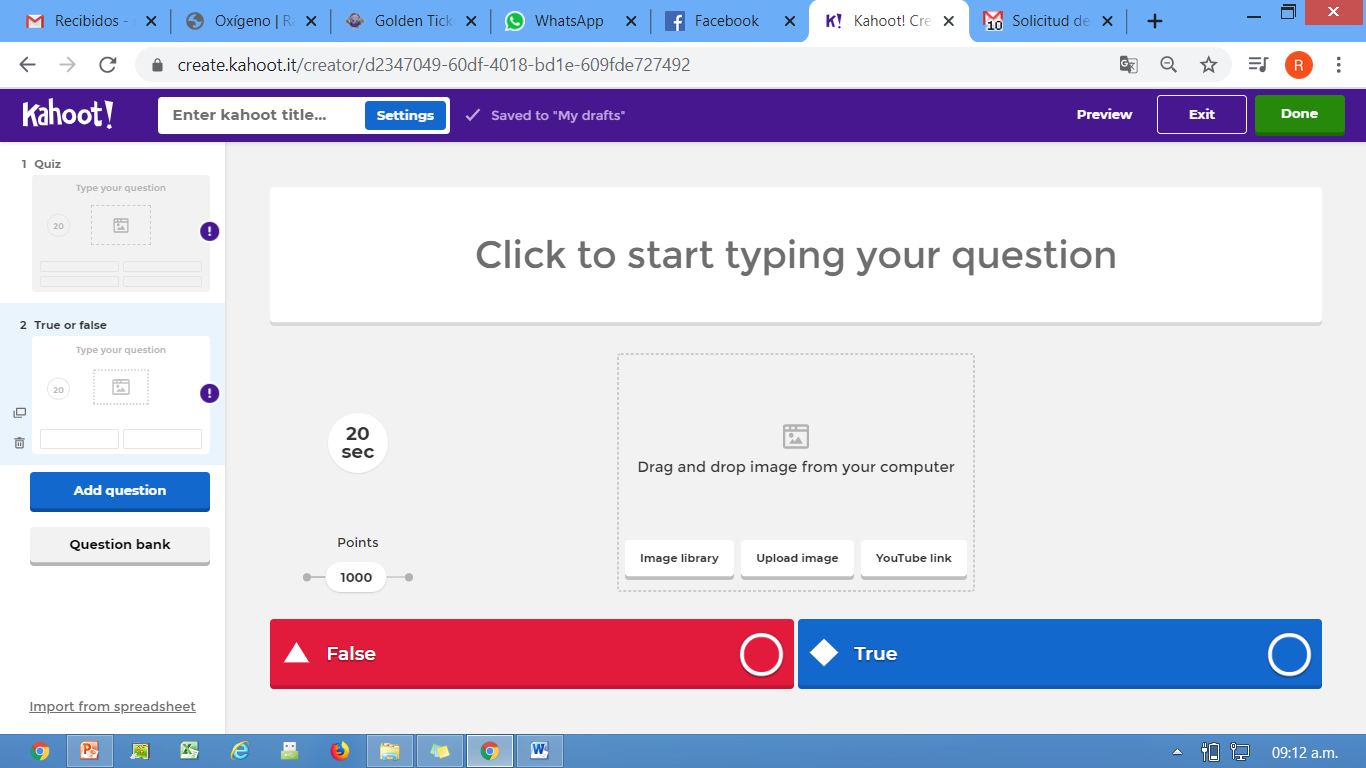 Recibidos -
Oxígeno | Ra
Golden Ticke
WhatsApp
Facebook
K! Kahoot! Cre
10 Solicitud de
create.kahoot.it/creator/d2347049-60df-4018-bd1e-609fde727492
R
Kahoot!
Enter kahoot title...
Settings
Saved to "My drafts"
Preview
Exit
Done
1 Quiz
Type your question
20
!
2 True or false
Type your question
20
!
Add question
Question bank
Import from spreadsheet
Click to start typing your question
20
sec
Drag and drop image from your computer
Points
1000
Image library
Upload image
YouTube link
False
True
09:12 a.m.